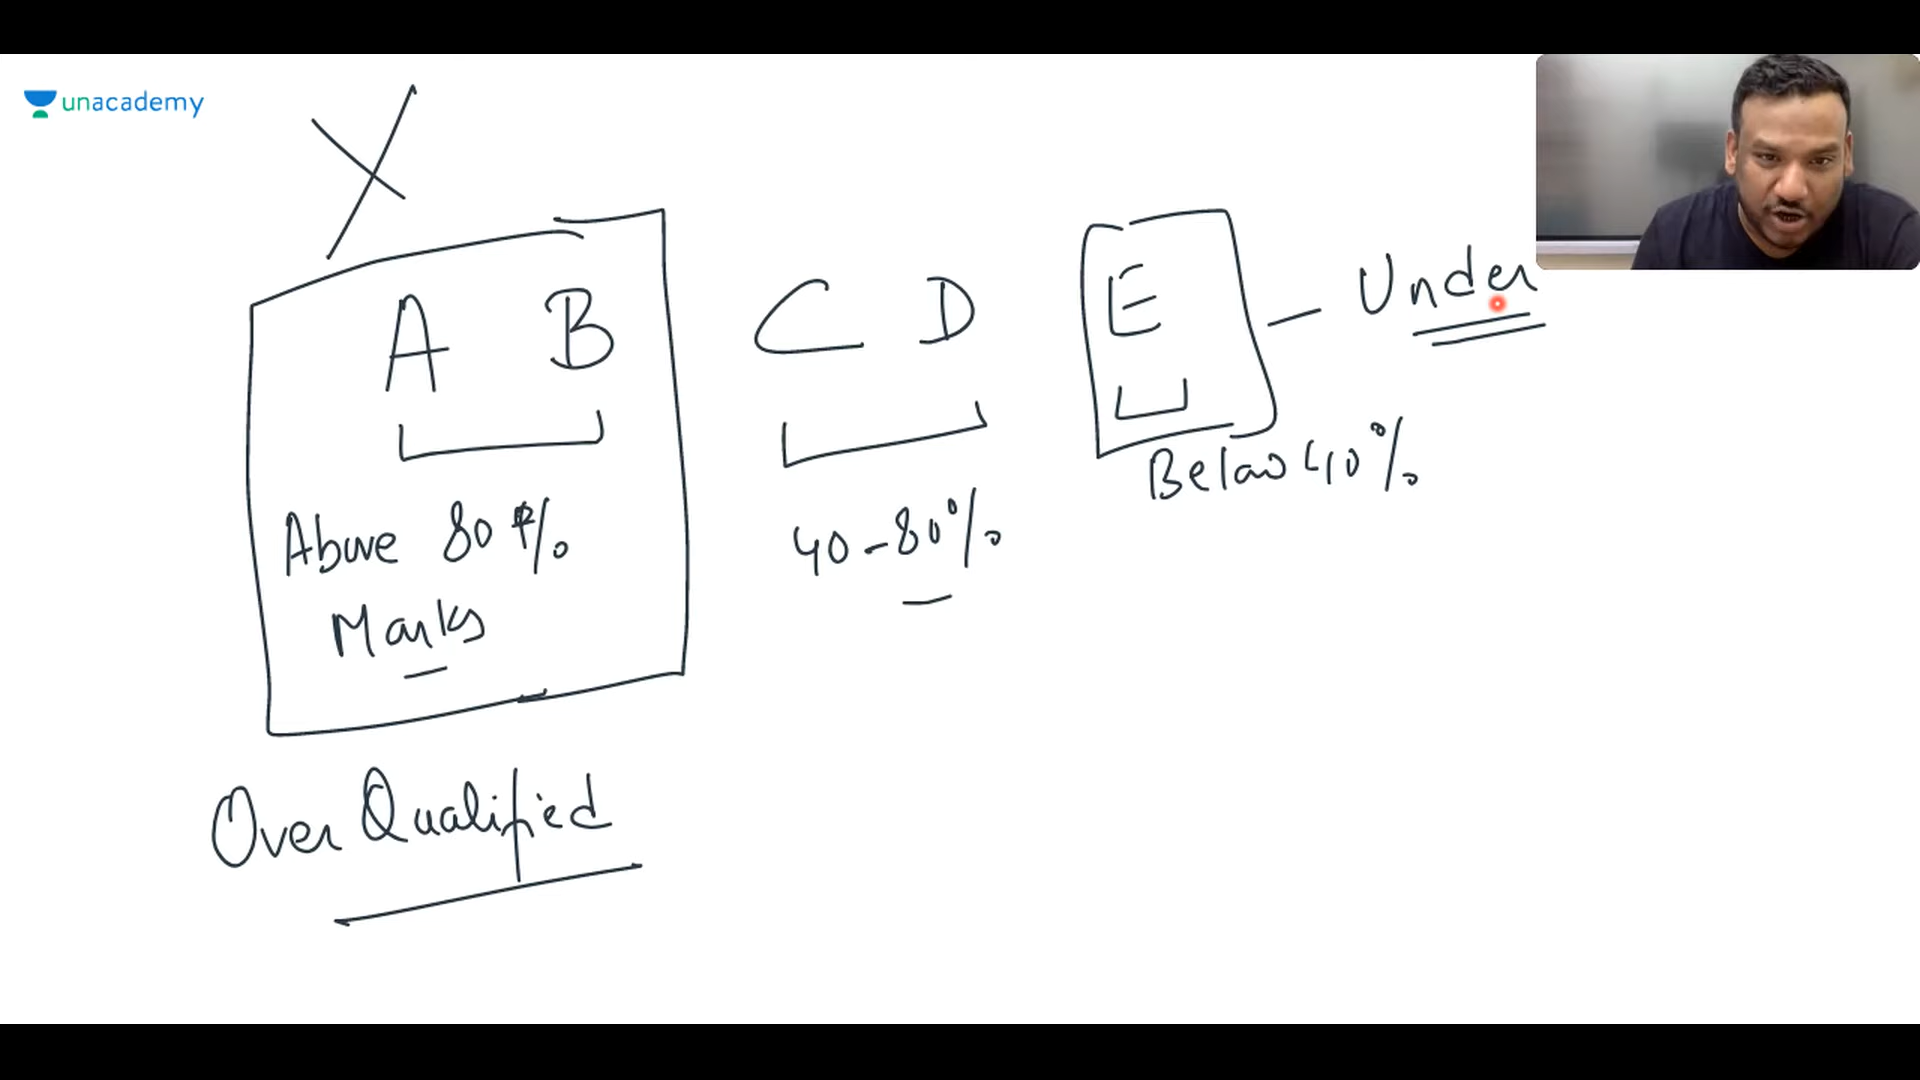 unacademy
X
A B C D E - Under
Above 80 % 40-80% Below 40%
Marks
Over Qualified